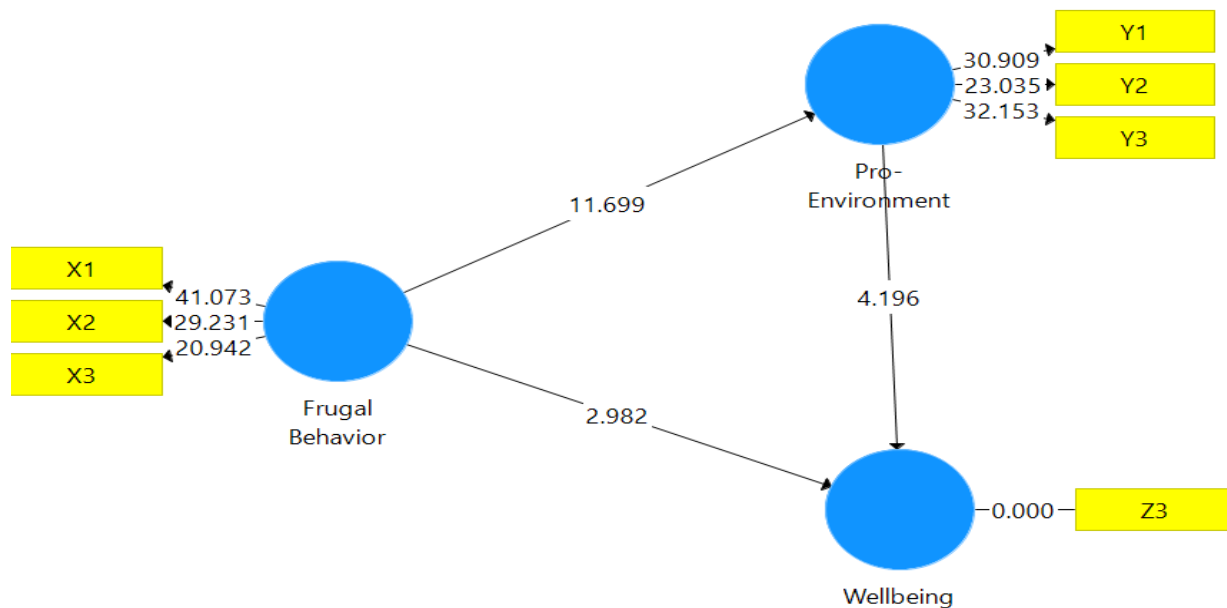 Y1
30.909
Y2
23.035
32.153
Y3
Pro-
Environment
11.699
X1
41.073
X2
29.231
4.196
20.942
X3
Frugal
Behavior
2.982
0.000
Z3
Wellbeing